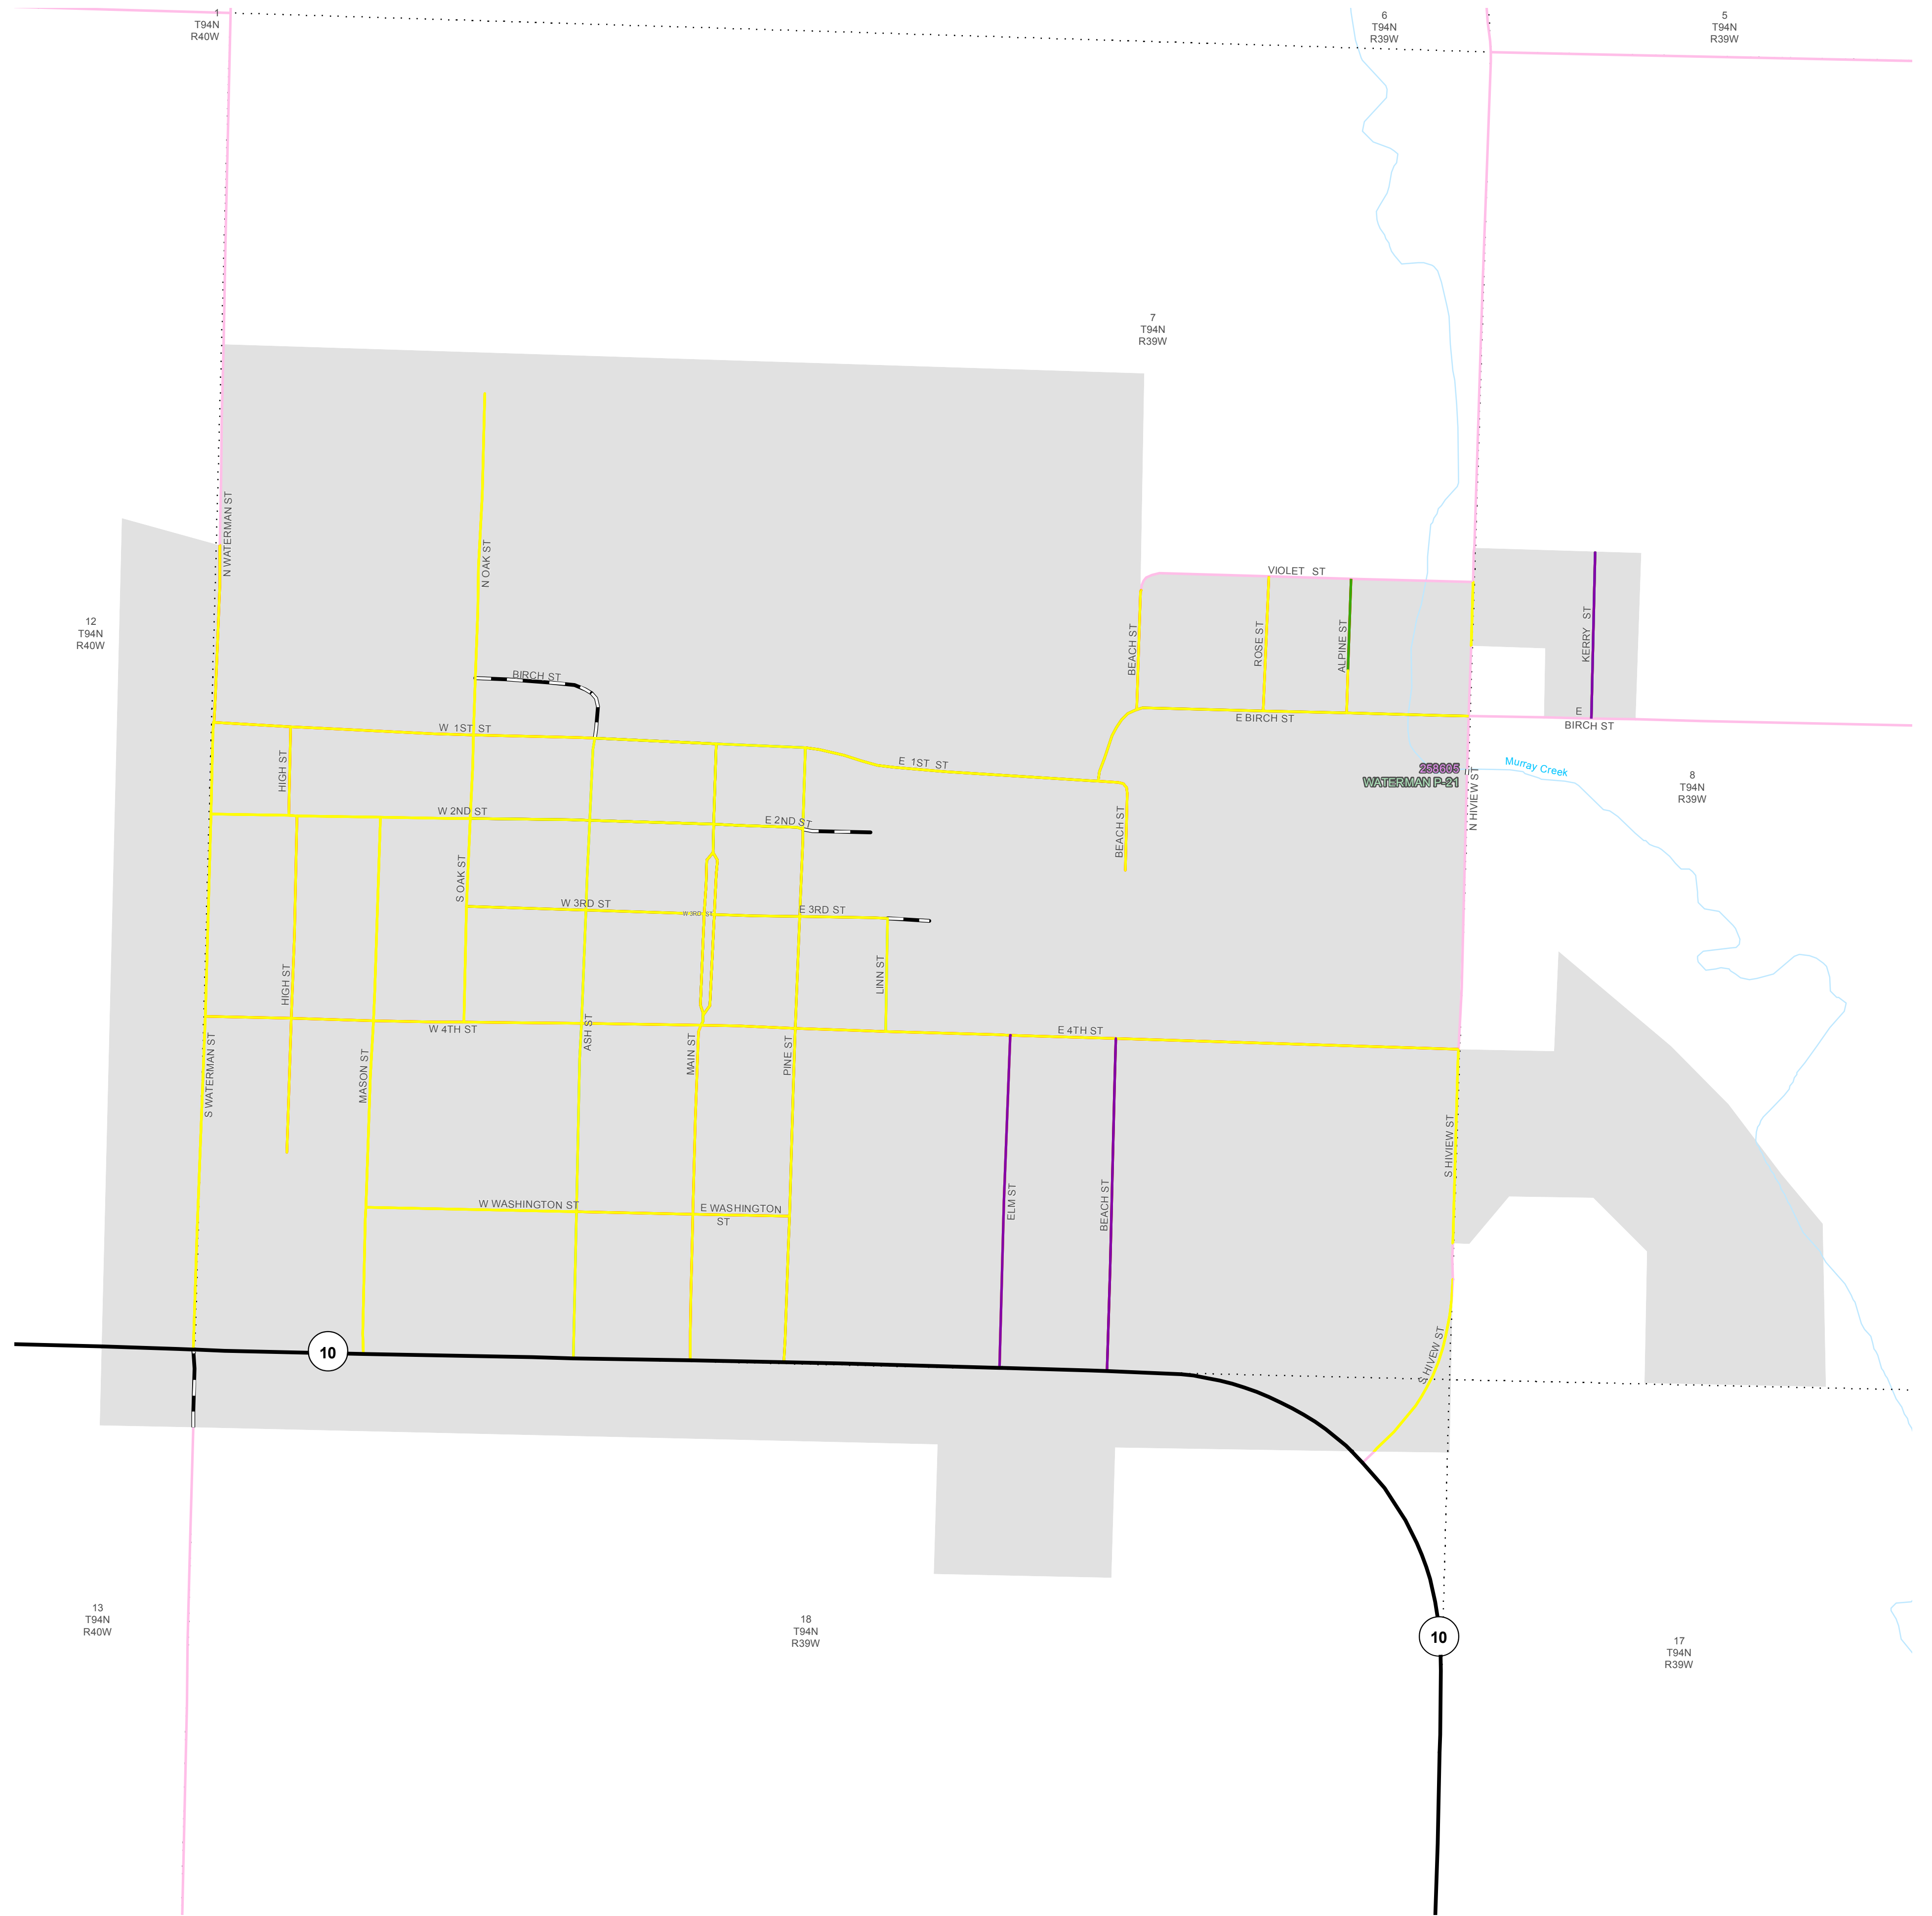 1
T94N
R40W
6
T94N
R39W
5
T94N
R39W
7
T94N
R39W
N WATERMAN ST
N OAK ST
12
T94N
R40W
VIOLET ST
BEACH ST
ROSE ST
ALPINE ST
KERRY ST
BIRCH ST
E BIRCH ST
E
BIRCH ST
W 1ST ST
E 1ST ST
HIGH ST
258605
WATERMAN P-21
Murray Creek
N HIVIEW ST
8
T94N
R39W
W 2ND ST
E 2ND ST
BEACH ST
S OAK ST
W 3RD ST
W 3RD ST
E 3RD ST
HIGH ST
LINN ST
W 4TH ST
E 4TH ST
S WATERMAN ST
MASON ST
ASH ST
MAIN ST
PINE ST
S HIVIEW ST
W WASHINGTON ST
E WASHINGTON
ST
ELM ST
BEACH ST
S HIVEW ST
10
13
T94N
R40W
18
T94N
R39W
10
17
T94N
R39W